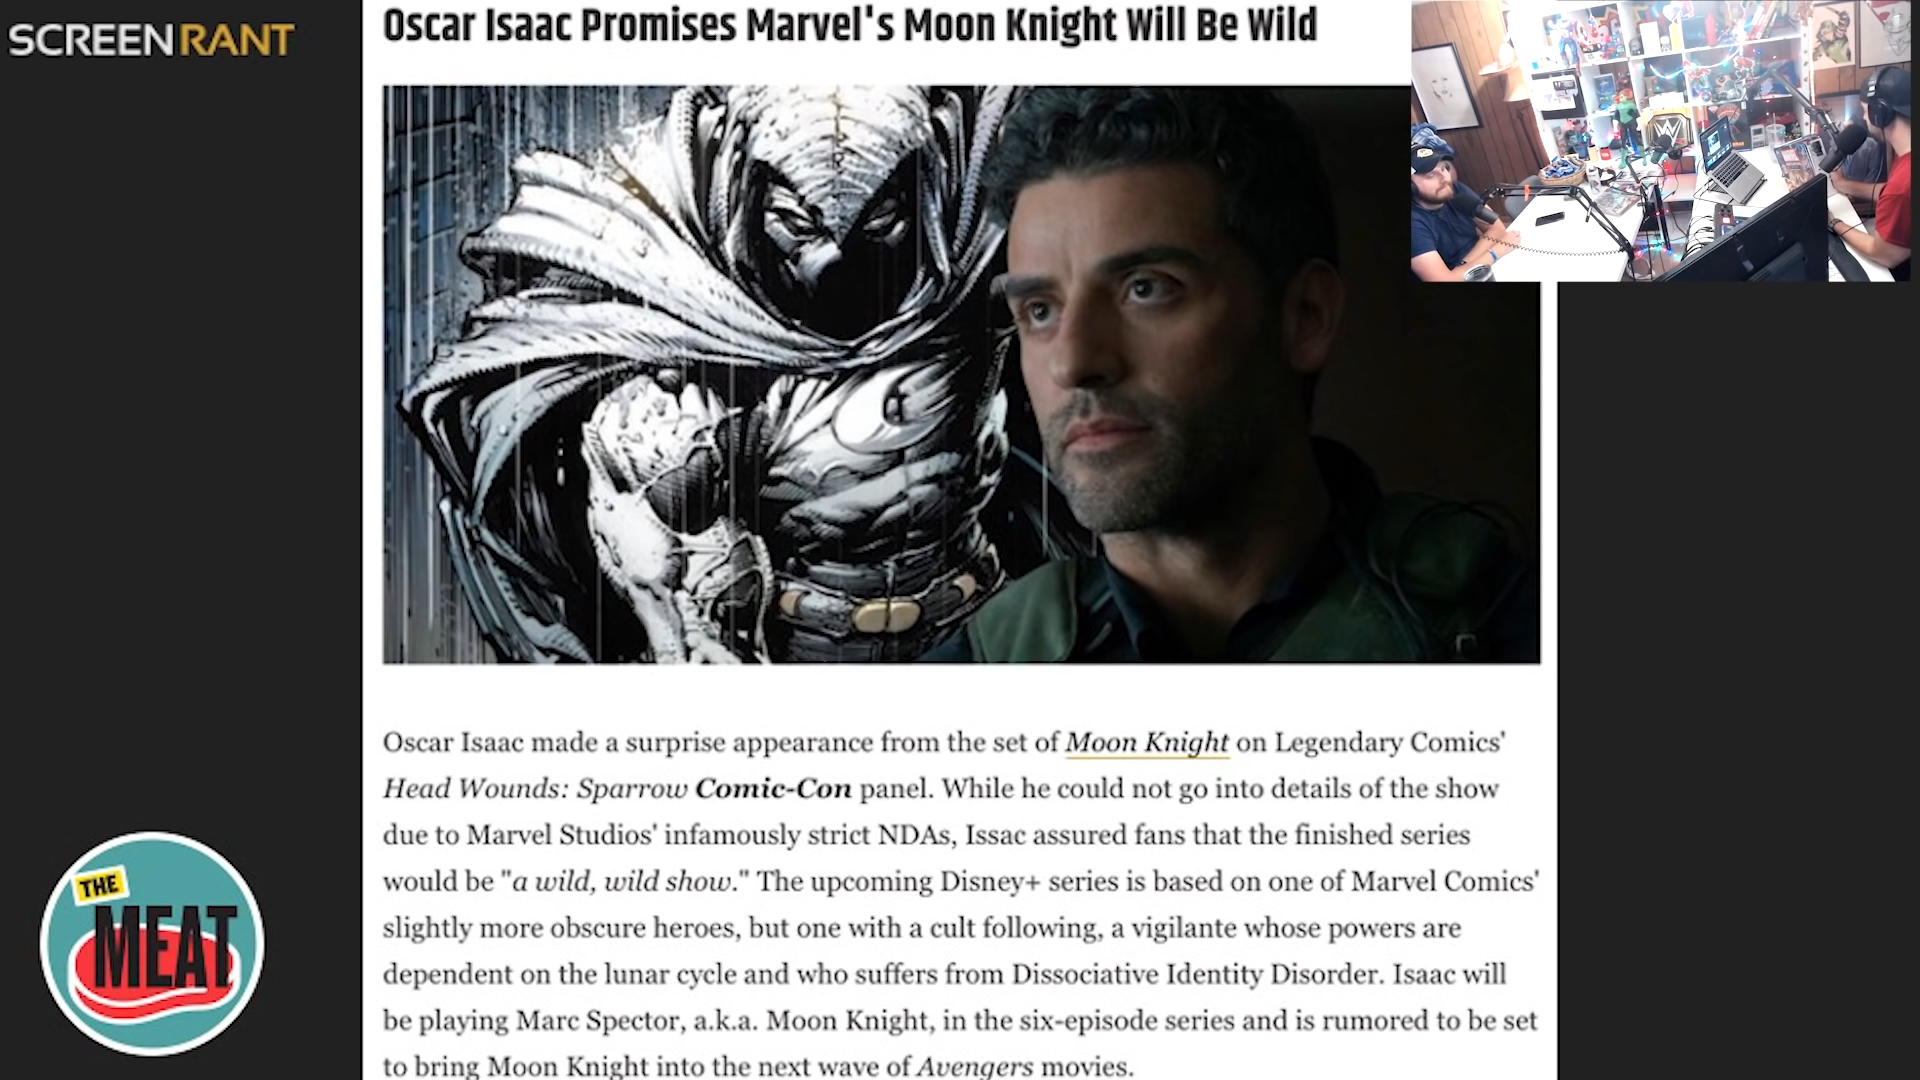 SCREENRANT
Oscar Isaac Promises Marvel's Moon Knight Will Be Wild
Oscar Isaac made a surprise appearance from the set of Moon Knight on Legendary Comics'
Head Wounds: Sparrow Comic-Con panel. While he could not go into details of the show
due to Marvel Studios' infamously strict NDAs, Issac assured fans that the finished series
would be "a wild, wild show." The upcoming Disney+ series is based on one of Marvel Comics'
slightly more obscure heroes, but one with a cult following, a vigilante whose powers are
dependent on the lunar cycle and who suffers from Dissociative Identity Disorder. Isaac will
be playing Marc Spector, a.k.a. Moon Knight, in the six-episode series and is rumored to be set
to bring Moon Knight into the next wave of Avengers movies.
THE
MEAT